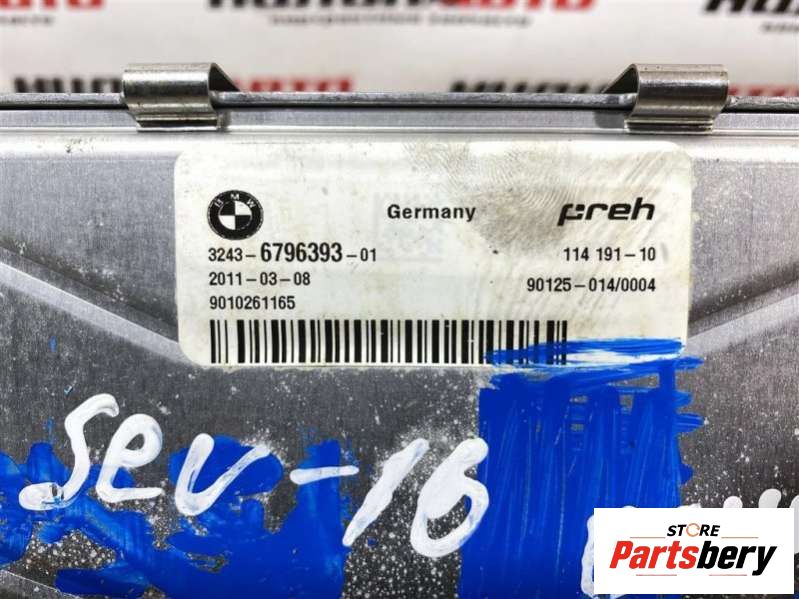 BMW
Germany preh
3243-6796393-01 114 191-10
2011-03-08 90125-014/0004
9010261165
Sev-16
STORE
Partsbery